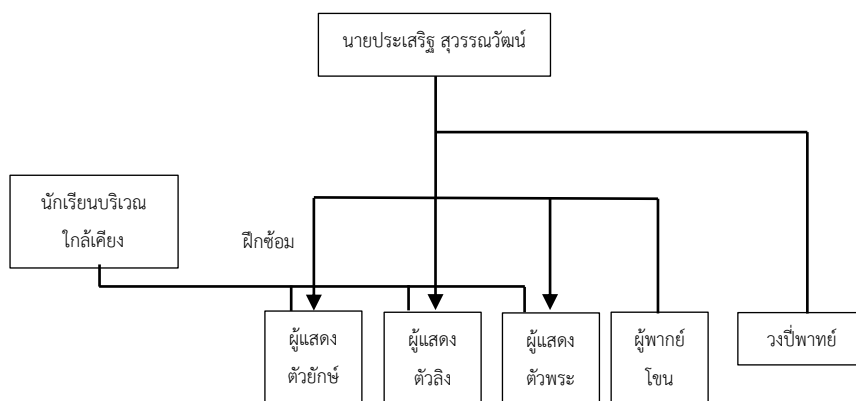 นายประเสริฐ สุวรรณวัฒน์
นักเรียนบริเวณ
ใกล้เคียง
ฝึกซ้อม
ผู้แสดง
ตัวยักษ์
ผู้แสดง
ตัวลิง
ผู้แสดง
ตัวพระ
ผู้พากย์
โขน
วงปี่พาทย์